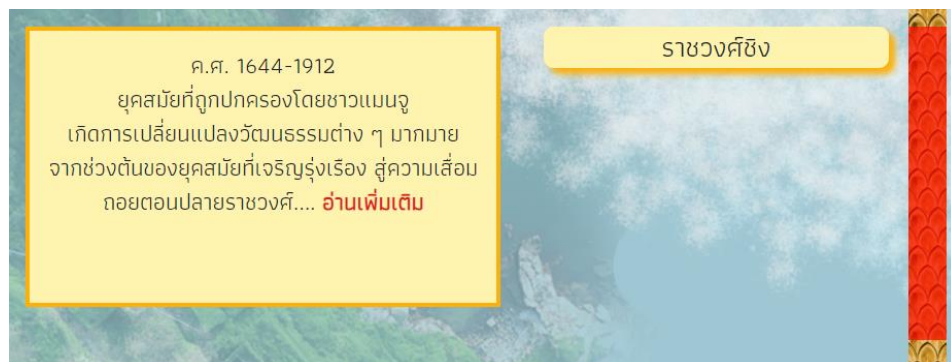 ค.ศ. 1644-1912
ยุคสมัยที่ถูกปกครองโดยชาวแมนจู
เกิดการเปลี่ยนแปลงวัฒนธรรมต่าง ๆ มากมาย
จากช่วงต้นของยุคสมัยที่เจริญรุ่งเรือง สู่ความเสื่อม
ถอยตอนปลายราชวงศ์.... อ่านเพิ่มเติม
ราชวงศ์ชิง